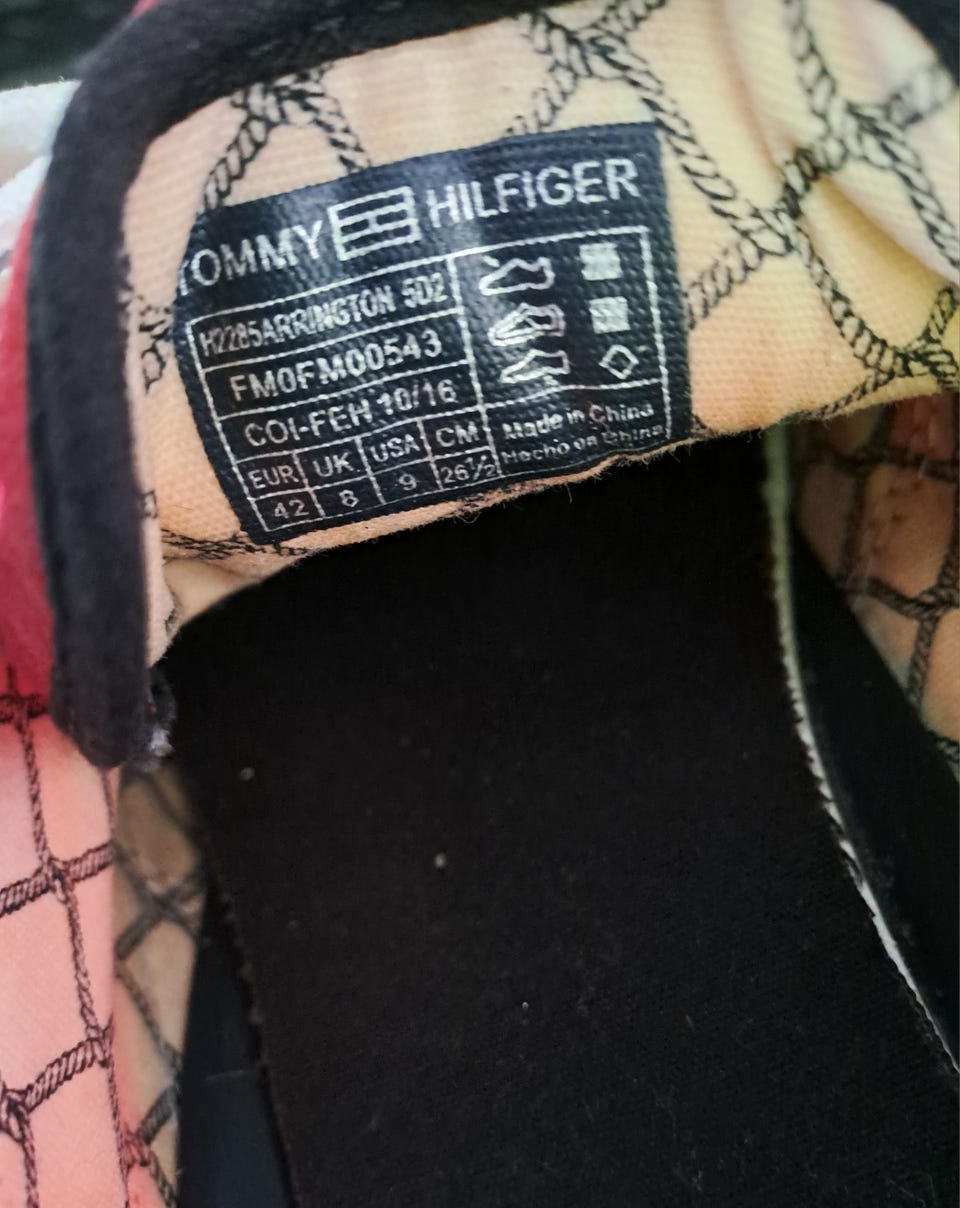 TOMMY HILFIGER
H2285ARRINGTON 5D2
FM0FM00543
COI-FEH 10/16
EUR UK USA CM
42 8 9 26½
Made in China
Hecho en China